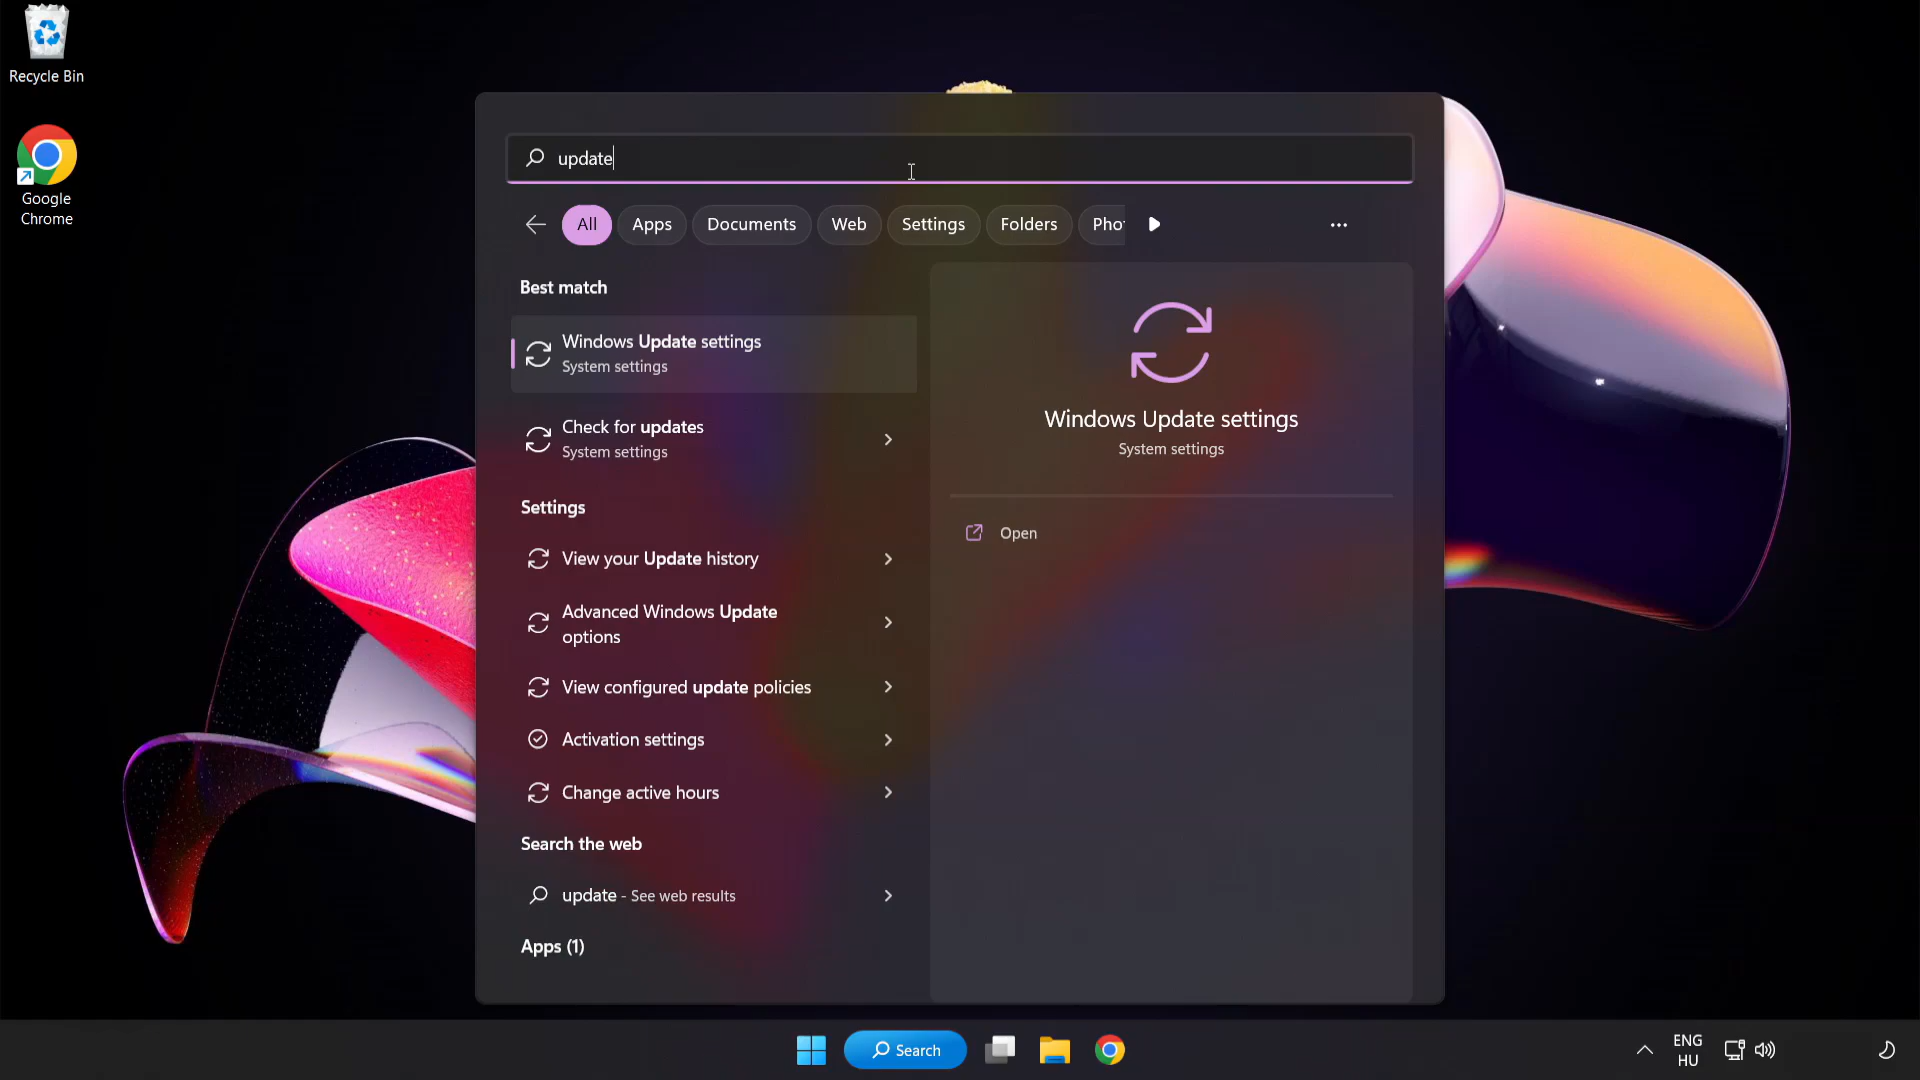 Recycle Bin
Google
Chrome
update
All
Apps
Documents
Web
Settings
Folders
Pho
Best match
Windows Update settings
System settings
Check for updates
System settings
Settings
View your Update history
Advanced Windows Update
options
View configured update policies
Activation settings
Change active hours
Search the web
update - See web results
Apps (1)
Windows Update settings
System settings
Open
Search
ENG
HU